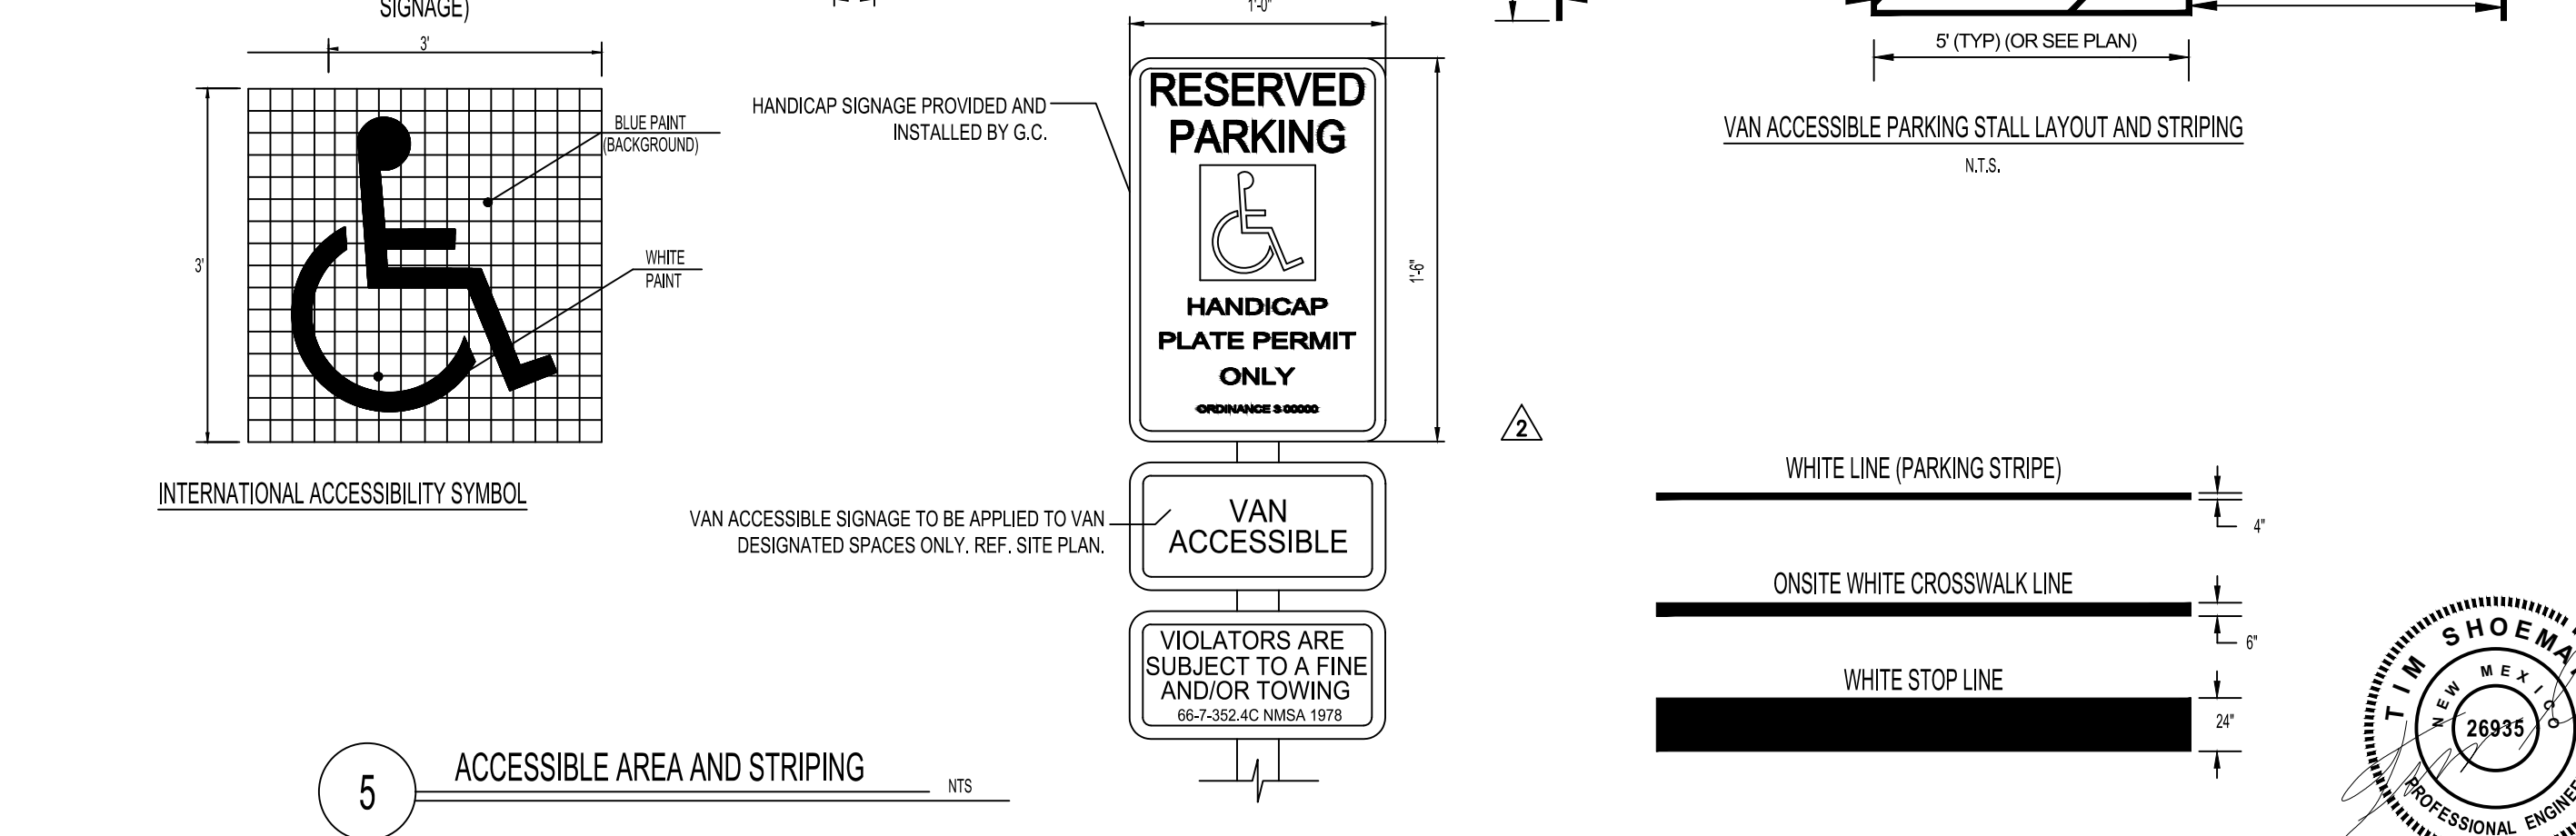 SIGNAGE)
3'
3'
BLUE PAINT
(BACKGROUND)
WHITE
PAINT
INTERNATIONAL ACCESSIBILITY SYMBOL
HANDICAP SIGNAGE PROVIDED AND
INSTALLED BY G.C.
1'-0"
RESERVED
PARKING
HANDICAP
PLATE PERMIT
ONLY
ORDINANCE S 00000
1'-6"
2
VAN ACCESSIBLE SIGNAGE TO BE APPLIED TO VAN
DESIGNATED SPACES ONLY. REF. SITE PLAN.
VAN
ACCESSIBLE
VIOLATORS ARE
SUBJECT TO A FINE
AND/OR TOWING
66-7-352.4C NMSA 1978
5
ACCESSIBLE AREA AND STRIPING
NTS
5' (TYP) (OR SEE PLAN)
VAN ACCESSIBLE PARKING STALL LAYOUT AND STRIPING
N.T.S.
WHITE LINE (PARKING STRIPE)
4"
ONSITE WHITE CROSSWALK LINE
6"
WHITE STOP LINE
24"
TIM SHOEMA
NEW MEXICO
26935
PROFESSIONAL ENGINE